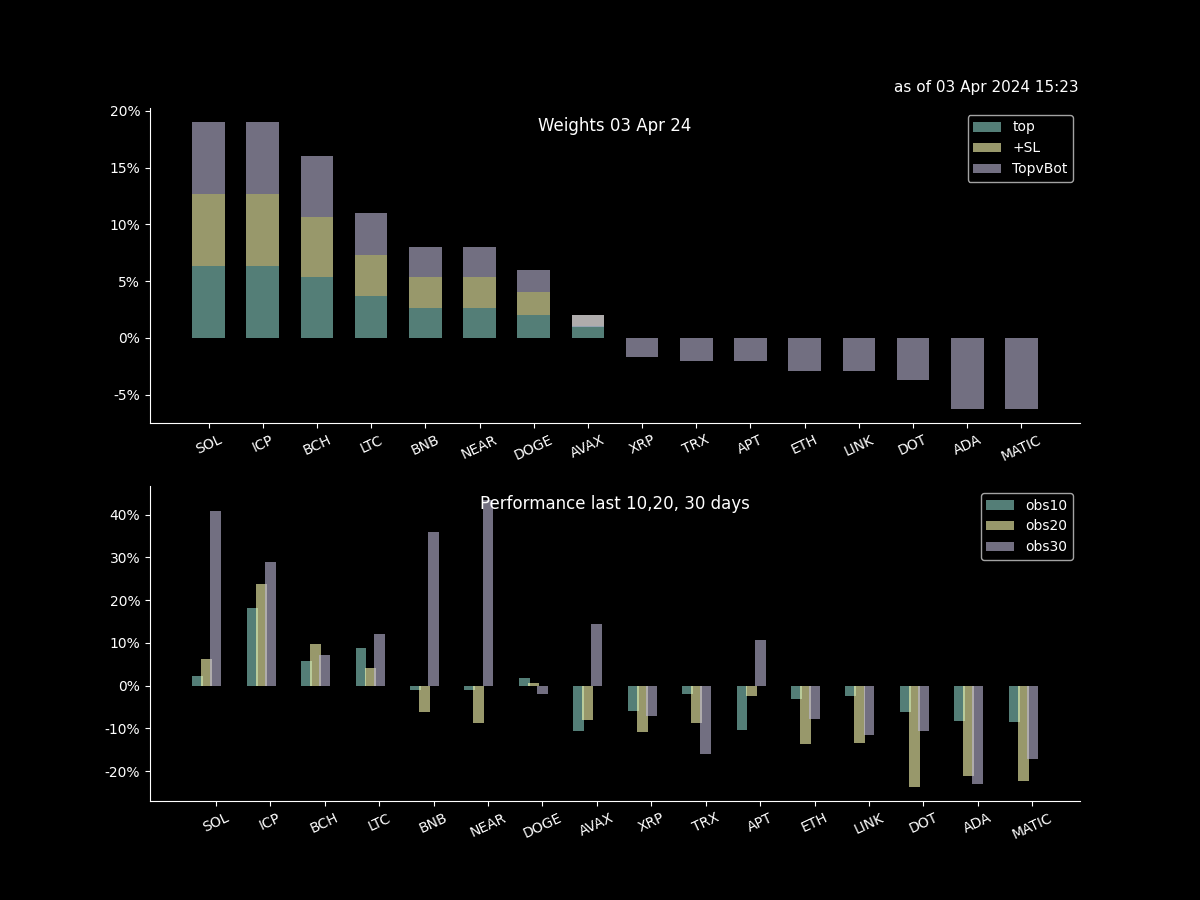 as of 03 Apr 2024 15:23
Weights 03 Apr 24
20%
15%
10%
5%
0%
-5%
top
+SL
TopvBot
SOL ICP BCH LTC BNB NEAR DOGE AVAX XRP TRX APT ETH LINK DOT ADA MATIC
Performance last 10,20, 30 days
40%
30%
20%
10%
0%
-10%
-20%
obs10
obs20
obs30
SOL ICP BCH LTC BNB NEAR DOGE AVAX XRP TRX APT ETH LINK DOT ADA MATIC